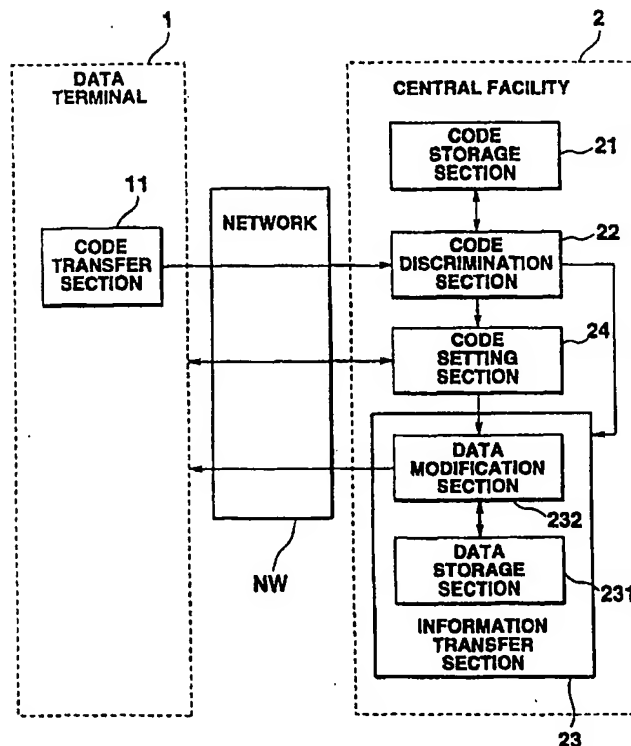 1
DATA
TERMINAL
11
CODE
TRANSFER
SECTION
NETWORK
NW
2
CENTRAL FACILITY
CODE
STORAGE
SECTION
21
CODE
DISCRIMINATION
SECTION
22
CODE
SETTING
SECTION
24
DATA
MODIFICATION
SECTION
232
DATA
STORAGE
SECTION
231
INFORMATION
TRANSFER
SECTION
23